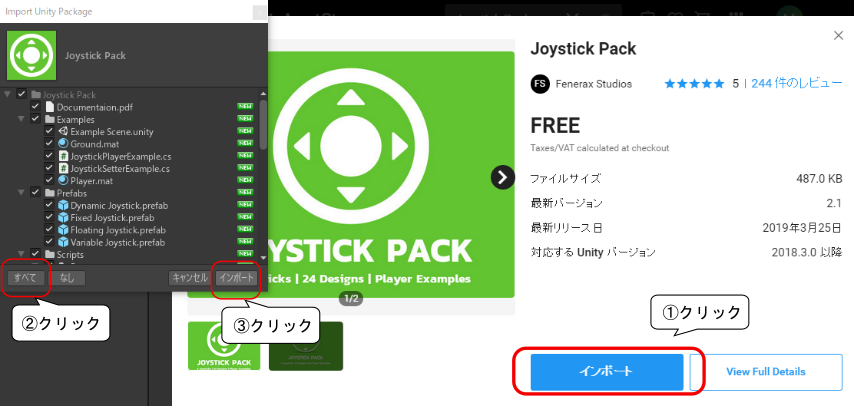 Import Unity Package
Joystick Pack
Joystick Pack
Documentaion.pdf NEW
Examples NEW
Example Scene.unity NEW
Ground.mat NEW
JoystickPlayerExample.cs NEW
JoystickSetterExample.cs NEW
Player.mat NEW
Prefabs NEW
Dynamic Joystick.prefab NEW
Fixed Joystick.prefab NEW
Floating Joystick.prefab NEW
Variable Joystick.prefab NEW
Scripts NEW
すべて なし キャンセル インポート
②クリック
③クリック
OYSTICK PACK
icks | 24 Designs | Player Examples
1/2
JOYSTICK PACK
JOYSTICK PACK
Joystick Pack
FS Fenerax Studios 5 | 244 件のレビュー
FREE
Taxes/VAT calculated at checkout
ファイルサイズ 487.0 KB
最新バージョン 2.1
最新リリース日 2019年3月25日
対応する Unity バージョン 2018.3.0 以降
①クリック
インポート
View Full Details